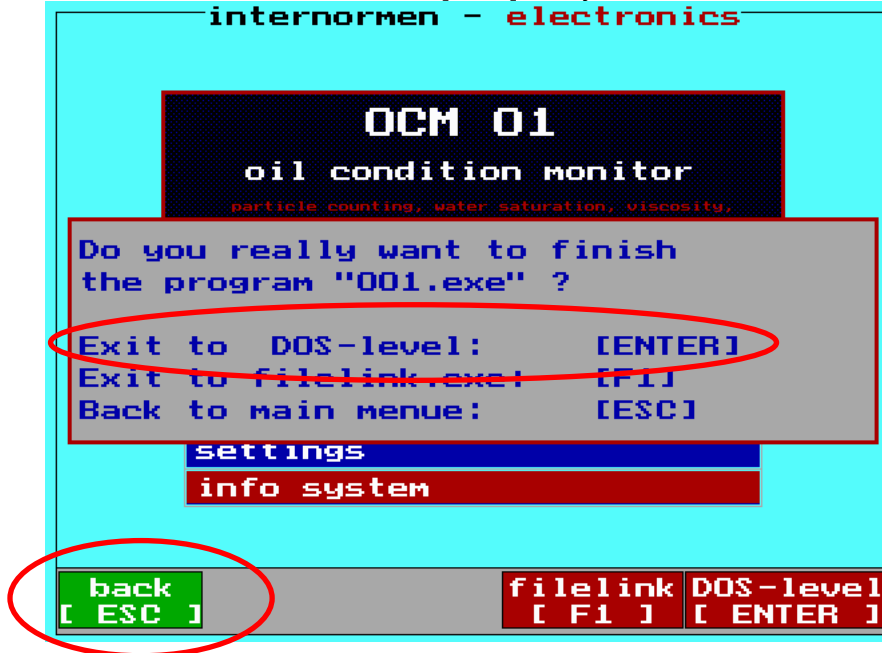 internormen - electronics
OCM 01
oil condition monitor
particle counting, water saturation, viscosity,
Do you really want to finish
the program "001.exe" ?
Exit to DOS-level: [ENTER]
Exit to filelink.exe: [F1]
Back to main menue: [ESC]
settings
info system
back filelink DOS-level
[ ESC ] [ F1 ] [ ENTER ]